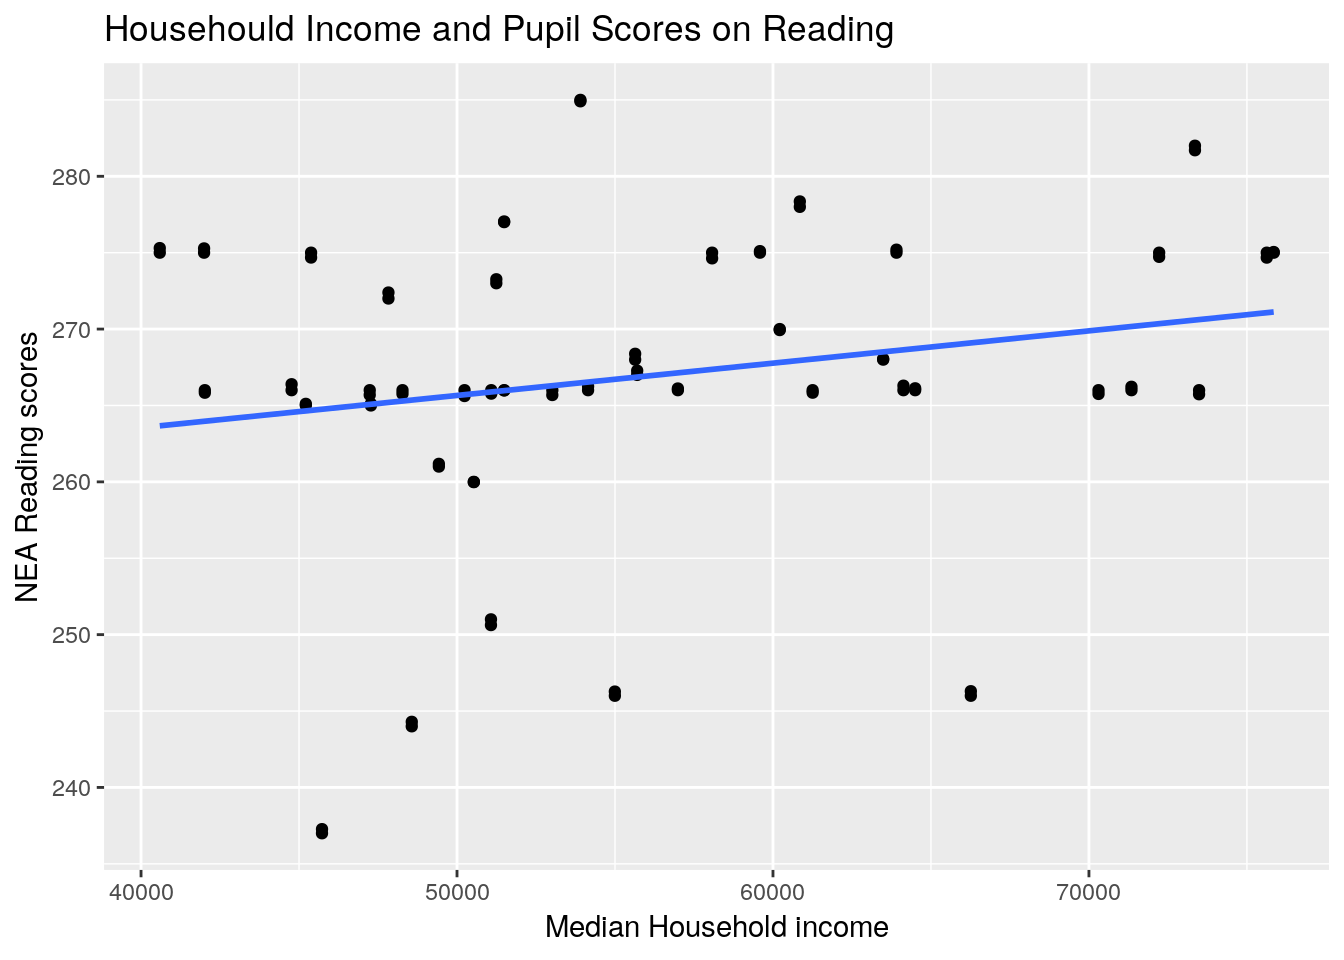 Househould Income and Pupil Scores on Reading
NEA Reading scores
280
270
260
250
240
40000 50000 60000 70000
Median Household income